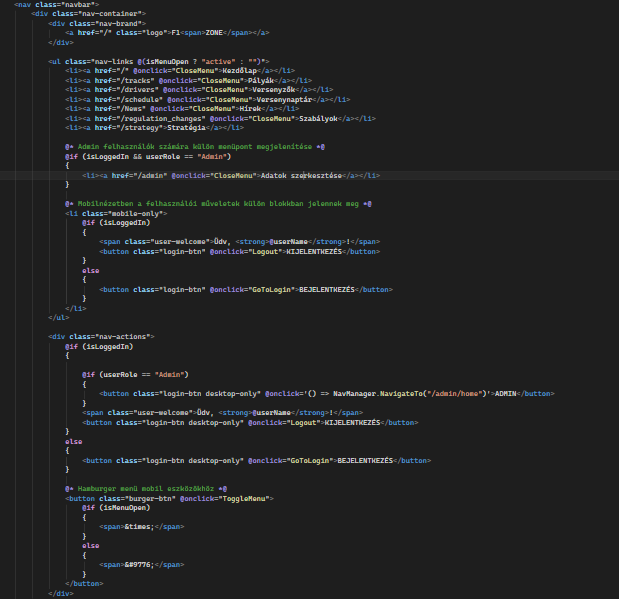 <nav class="navbar">
<div class="nav-container">
<div class="nav-brand">
<a href="/" class="logo">F1<span>ZONE</span></a>
</div>
<ul class="nav-links @(isMenuOpen ? "active" : "")">
<li><a href="/" @onclick="CloseMenu">Kezdőlap</a></li>
<li><a href="/tracks" @onclick="CloseMenu">Pályák</a></li>
<li><a href="/drivers" @onclick="CloseMenu">Versenyzők</a></li>
<li><a href="/schedule" @onclick="CloseMenu">Versenynaptár</a></li>
<li><a href="/News" @onclick="CloseMenu">Hírek</a></li>
<li><a href="/regulation_changes" @onclick="CloseMenu">Szabályok</a></li>
<li><a href="/strategy">Stratégia</a></li>
@* Admin felhasználók számára külön menüpont megjelenítése *@
@if (isLoggedIn && userRole == "Admin")
{
<li><a href="/admin" @onclick="CloseMenu">Adatok szerkesztése</a></li>
}
@* Mobilnézetben a felhasználói műveletek külön blokkban jelennek meg *@
<li class="mobile-only">
@if (isLoggedIn)
{
<span class="user-welcome">Üdv, <strong>@userName</strong>!</span>
<button class="login-btn" @onclick="Logout">KIJELENTKEZÉS</button>
}
else
{
<button class="login-btn" @onclick="GoToLogin">BEJELENTKEZÉS</button>
}
</li>
</ul>
<div class="nav-actions">
@if (isLoggedIn)
{
@if (userRole == "Admin")
{
<button class="login-btn desktop-only" @onclick='() => NavManager.NavigateTo("/admin/home")'>ADMIN</button>
}
<span class="user-welcome">Üdv, <strong>@userName</strong>!</span>
<button class="login-btn desktop-only" @onclick="Logout">KIJELENTKEZÉS</button>
}
else
{
<button class="login-btn desktop-only" @onclick="GoToLogin">BEJELENTKEZÉS</button>
}
@* Hamburger menü mobil eszközökhöz *@
<button class="burger-btn" @onclick="ToggleMenu">
@if (isMenuOpen)
{
<span>&times;</span>
}
else
{
<span>&#9776;</span>
}
</button>
</div>